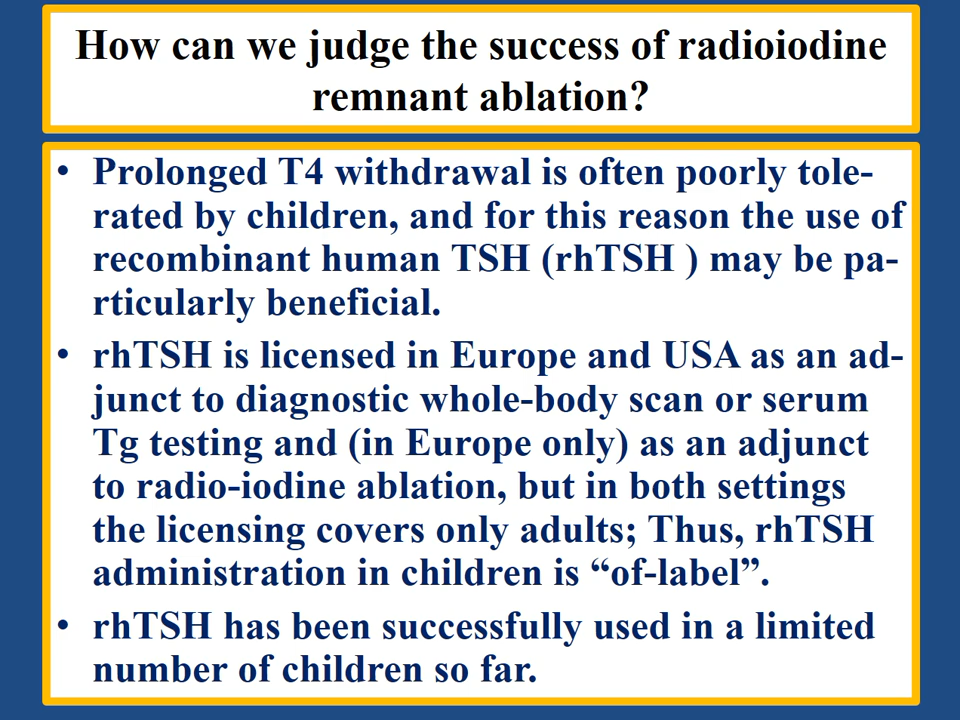 How can we judge the success of radioiodine
remnant ablation?
• Prolonged T4 withdrawal is often poorly tole-
rated by children, and for this reason the use of
recombinant human TSH (rhTSH ) may be pa-
rticularly beneficial.
• rhTSH is licensed in Europe and USA as an ad-
junct to diagnostic whole-body scan or serum
Tg testing and (in Europe only) as an adjunct
to radio-iodine ablation, but in both settings
the licensing covers only adults; Thus, rhTSH
administration in children is “of-label”.
• rhTSH has been successfully used in a limited
number of children so far.